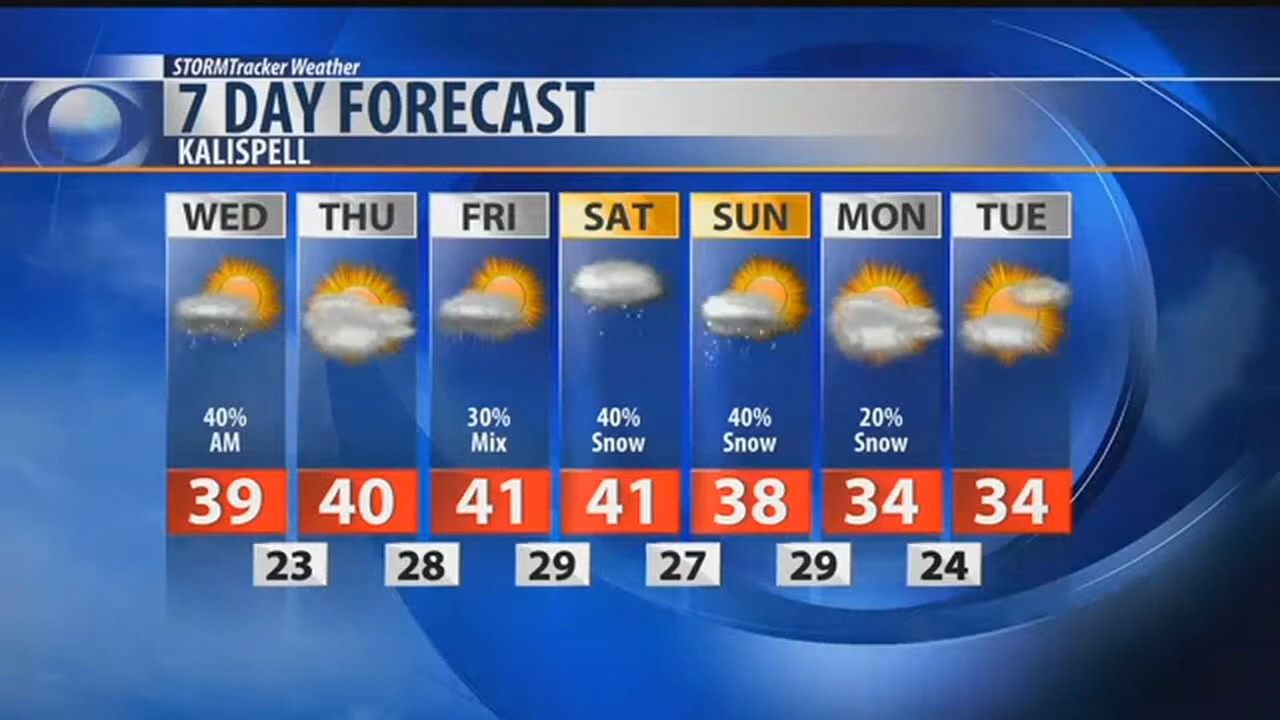 STORMTracker Weather
7 DAY FORECAST
KALISPELL
WED THU FRI SAT SUN MON TUE
40% 30% 40% 40% 20%
AM Mix Snow Snow Snow
39 40 41 41 38 34 34
23 28 29 27 29 24